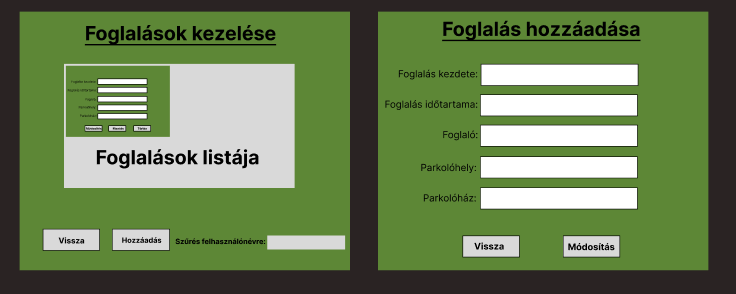 Foglalások kezelése
Foglalás kezdete:
Foglalás időtartama:
Foglaló:
Parkolóhely:
Parkolóház:
Módosítás
Mentés
Törlés
Foglalások listája
Vissza
Hozzáadás
Szűrés felhasználónévre:
Foglalás hozzáadása
Foglalás kezdete:
Foglalás időtartama:
Foglaló:
Parkolóhely:
Parkolóház:
Vissza
Módosítás